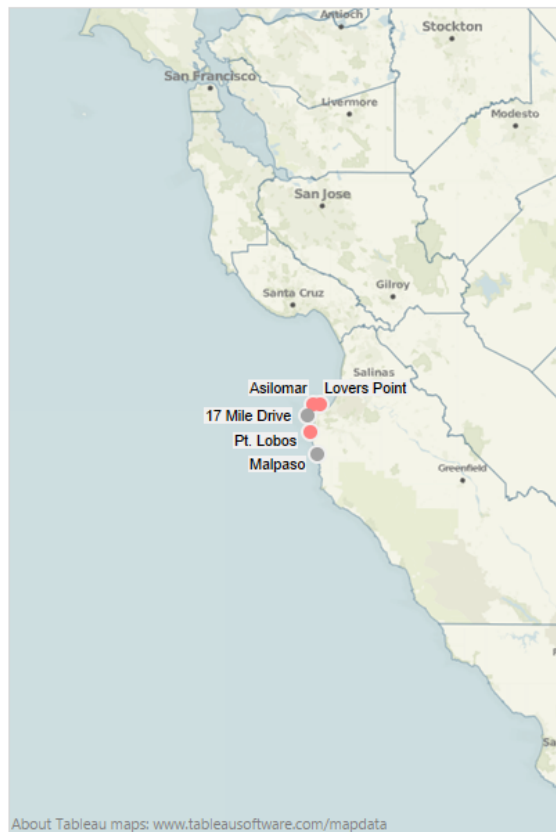 Antioch
Stockton
San Francisco
Livermore
Modesto
San Jose
Gilroy
Santa Cruz
Salinas
Asilomar
Lovers Point
17 Mile Drive
Pt. Lobos
Malpaso
Greenfield
About Tableau maps: www.tableausoftware.com/mapdata